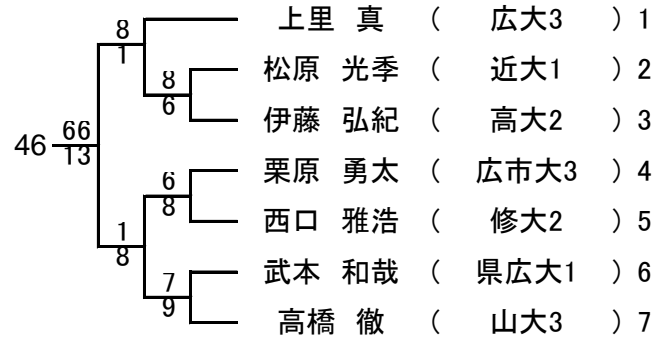 上里 真 ( 広大3 ) 1
8
1
松原 光季 ( 近大1 ) 2
8
6
伊藤 弘紀 ( 高大2 ) 3
46 66
13
栗原 勇太 ( 広市大3 ) 4
6
8
西口 雅浩 ( 修大2 ) 5
1
8
武本 和哉 ( 県広大1 ) 6
7
9
高橋 徹 ( 山大3 ) 7